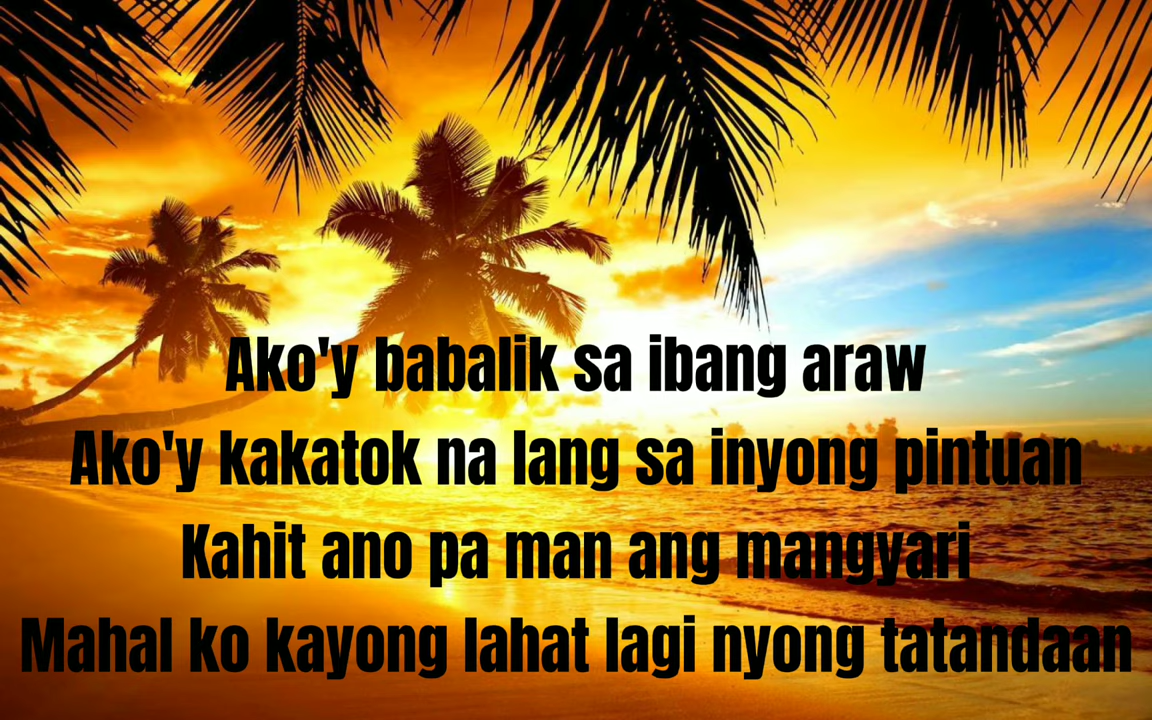 Ako'y babalik sa ibang araw
Ako'y kakatok na lang sa inyong pintuan
Kahit ano pa man ang mangyari
Mahal ko kayong lahat lagi nyong tatandaan